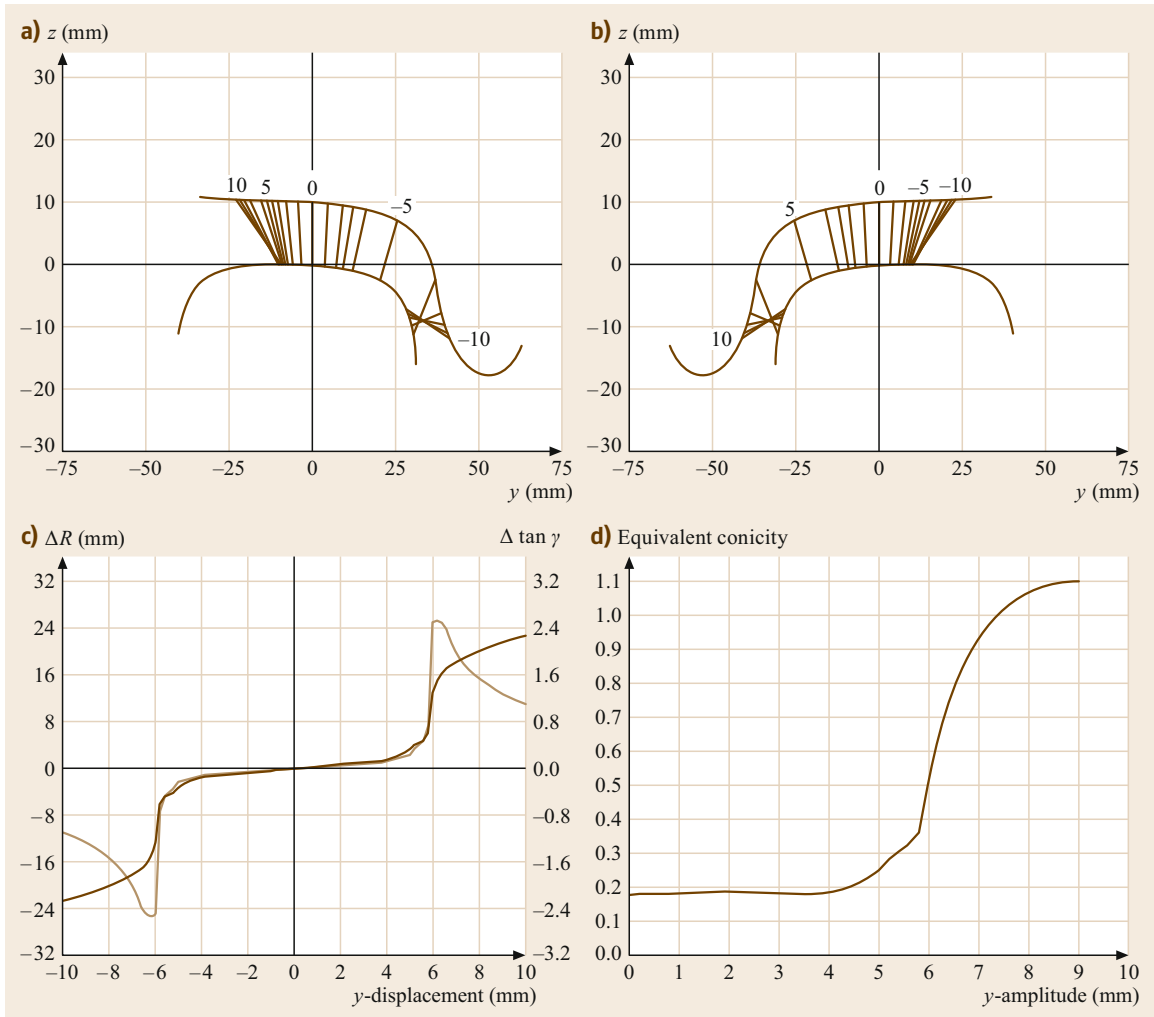 a) z (mm)
30
20
10
0
−10
−20
−30
10 5 0 −5
−10
−75 −50 −25 0 25 50 75
y (mm)
b) z (mm)
30
20
10
0
−10
−20
−30
5 0 −5 −10
10
−75 −50 −25 0 25 50 75
y (mm)
c) ΔR (mm) Δ tan γ
32 3.2
24 2.4
16 1.6
8 0.8
0 0.0
−8 −0.8
−16 −1.6
−24 −2.4
−32 −3.2
−10 −8 −6 −4 −2 0 2 4 6 8 10
y-displacement (mm)
d) Equivalent conicity
1.1
1.0
0.9
0.8
0.7
0.6
0.5
0.4
0.3
0.2
0.1
0.0
0 1 2 3 4 5 6 7 8 9 10
y-amplitude (mm)